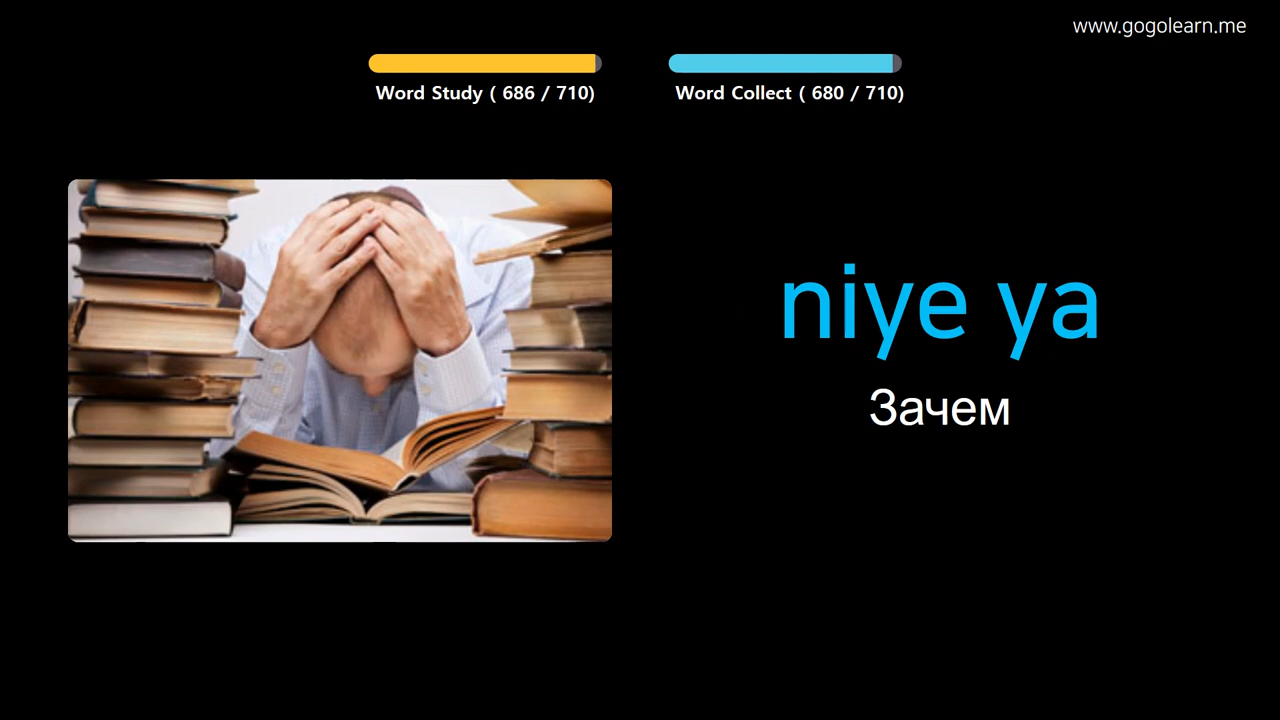 www.gogolearn.me
Word Study ( 686 / 710)
Word Collect ( 680 / 710)
niye ya
Зачем